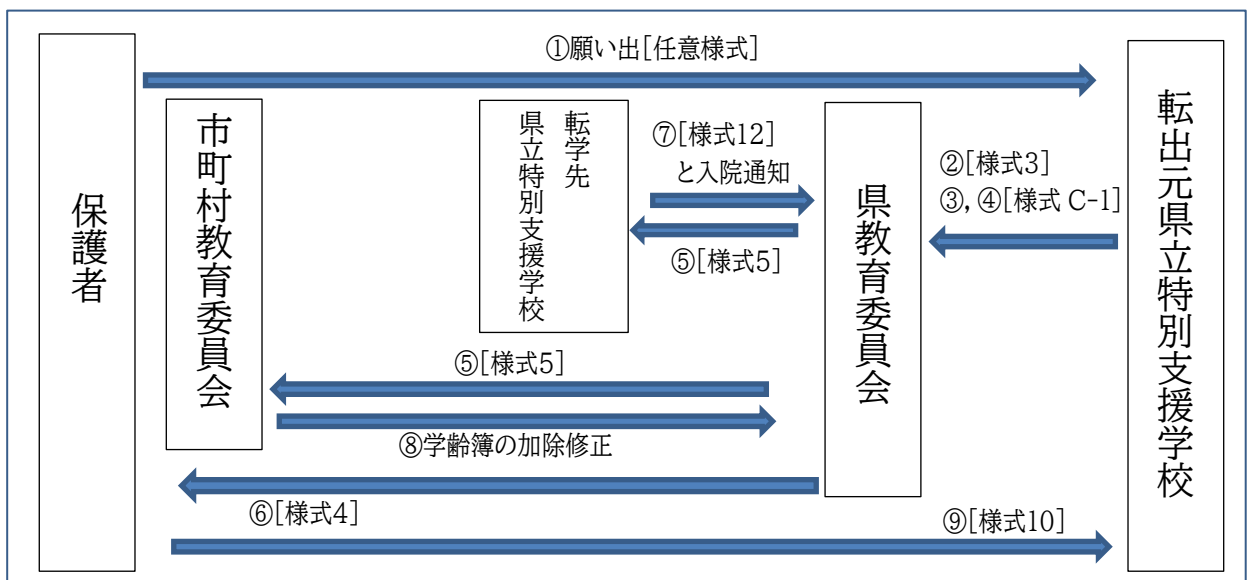 ①願い出[任意様式]
保護者
市町村教育委員会
転学先
県立特別支援学校
⑦[様式12]
と入院通知
⑤[様式5]
県教育委員会
②[様式3]
③,④[様式 C-1]
転出元県立特別支援学校
⑤[様式5]
⑧学齢簿の加除修正
⑥[様式4]
⑨[様式10]